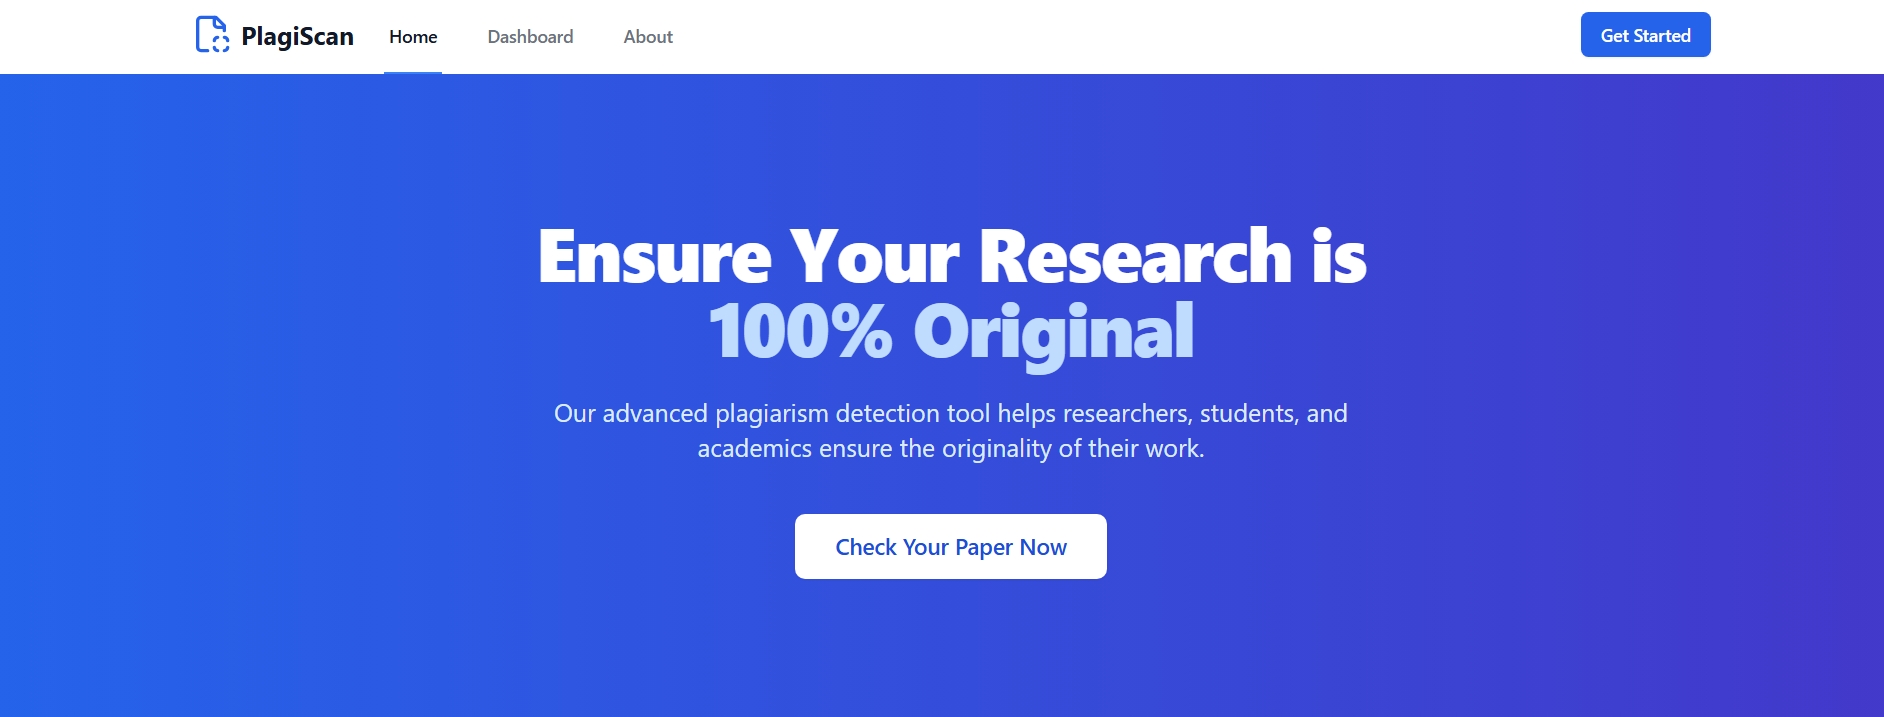 PlagiScan
Home
Dashboard
About
Get Started
Ensure Your Research is
100% Original
Our advanced plagiarism detection tool helps researchers, students, and
academics ensure the originality of their work.
Check Your Paper Now